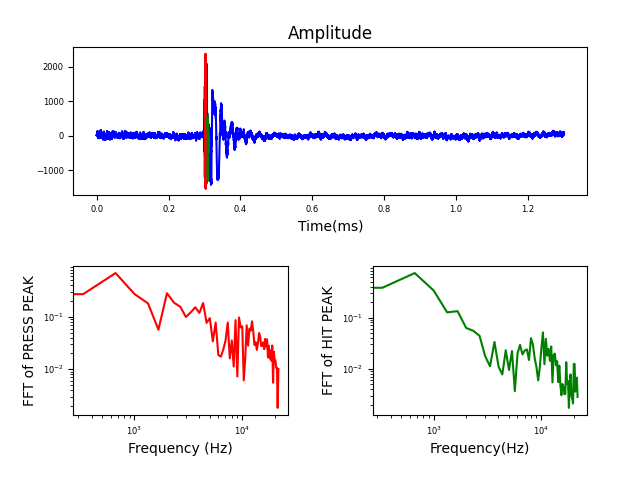 Amplitude
2000
1000
0
−1000
0.0 0.2 0.4 0.6 0.8 1.0 1.2
Time(ms)
FFT of PRESS PEAK
10⁻¹
10⁻²
10³ 10⁴
Frequency (Hz)
FFT of HIT PEAK
10⁻¹
10⁻²
10³ 10⁴
Frequency(Hz)